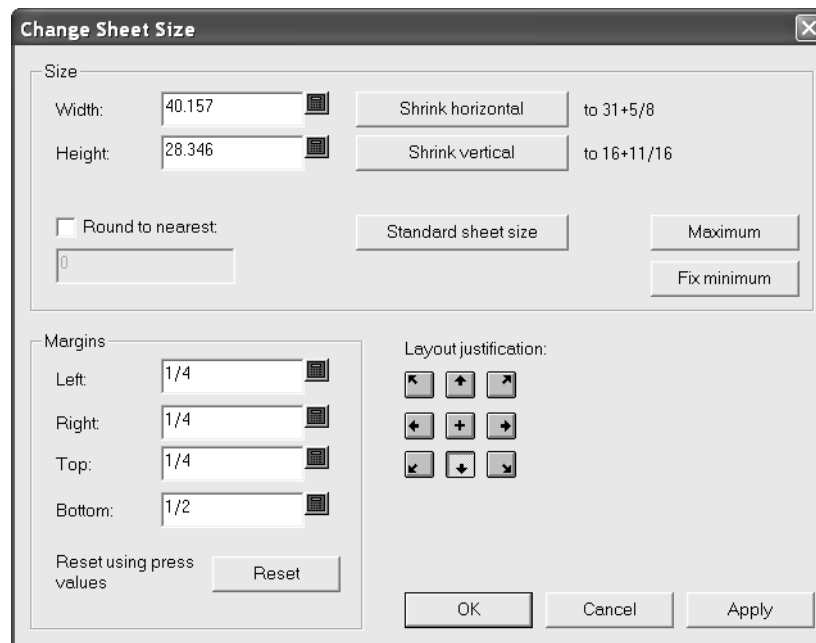 Change Sheet Size
Size
Width: 40.157 Shrink horizontal to 31+5/8
Height: 28.346 Shrink vertical to 16+11/16
Round to nearest: Standard sheet size Maximum
0
Fix minimum
Margins
Layout justification:
Left: 1/4
Right: 1/4
Top: 1/4
Bottom: 1/2
Reset using press
values
Reset
OK Cancel Apply